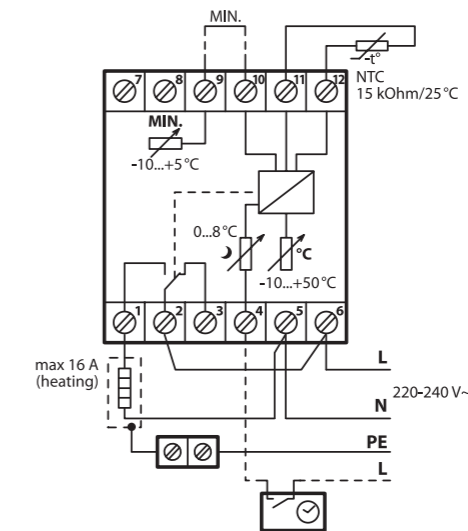 MIN.
-t°
NTC
15 kOhm/25°C
7 8 9 10 11 12
MIN.
-10...+5°C
0...8°C
°C
-10...+50°C
1 2 3 4 5 6
max 16 A
(heating)
L
220-240 V~
N
PE
L